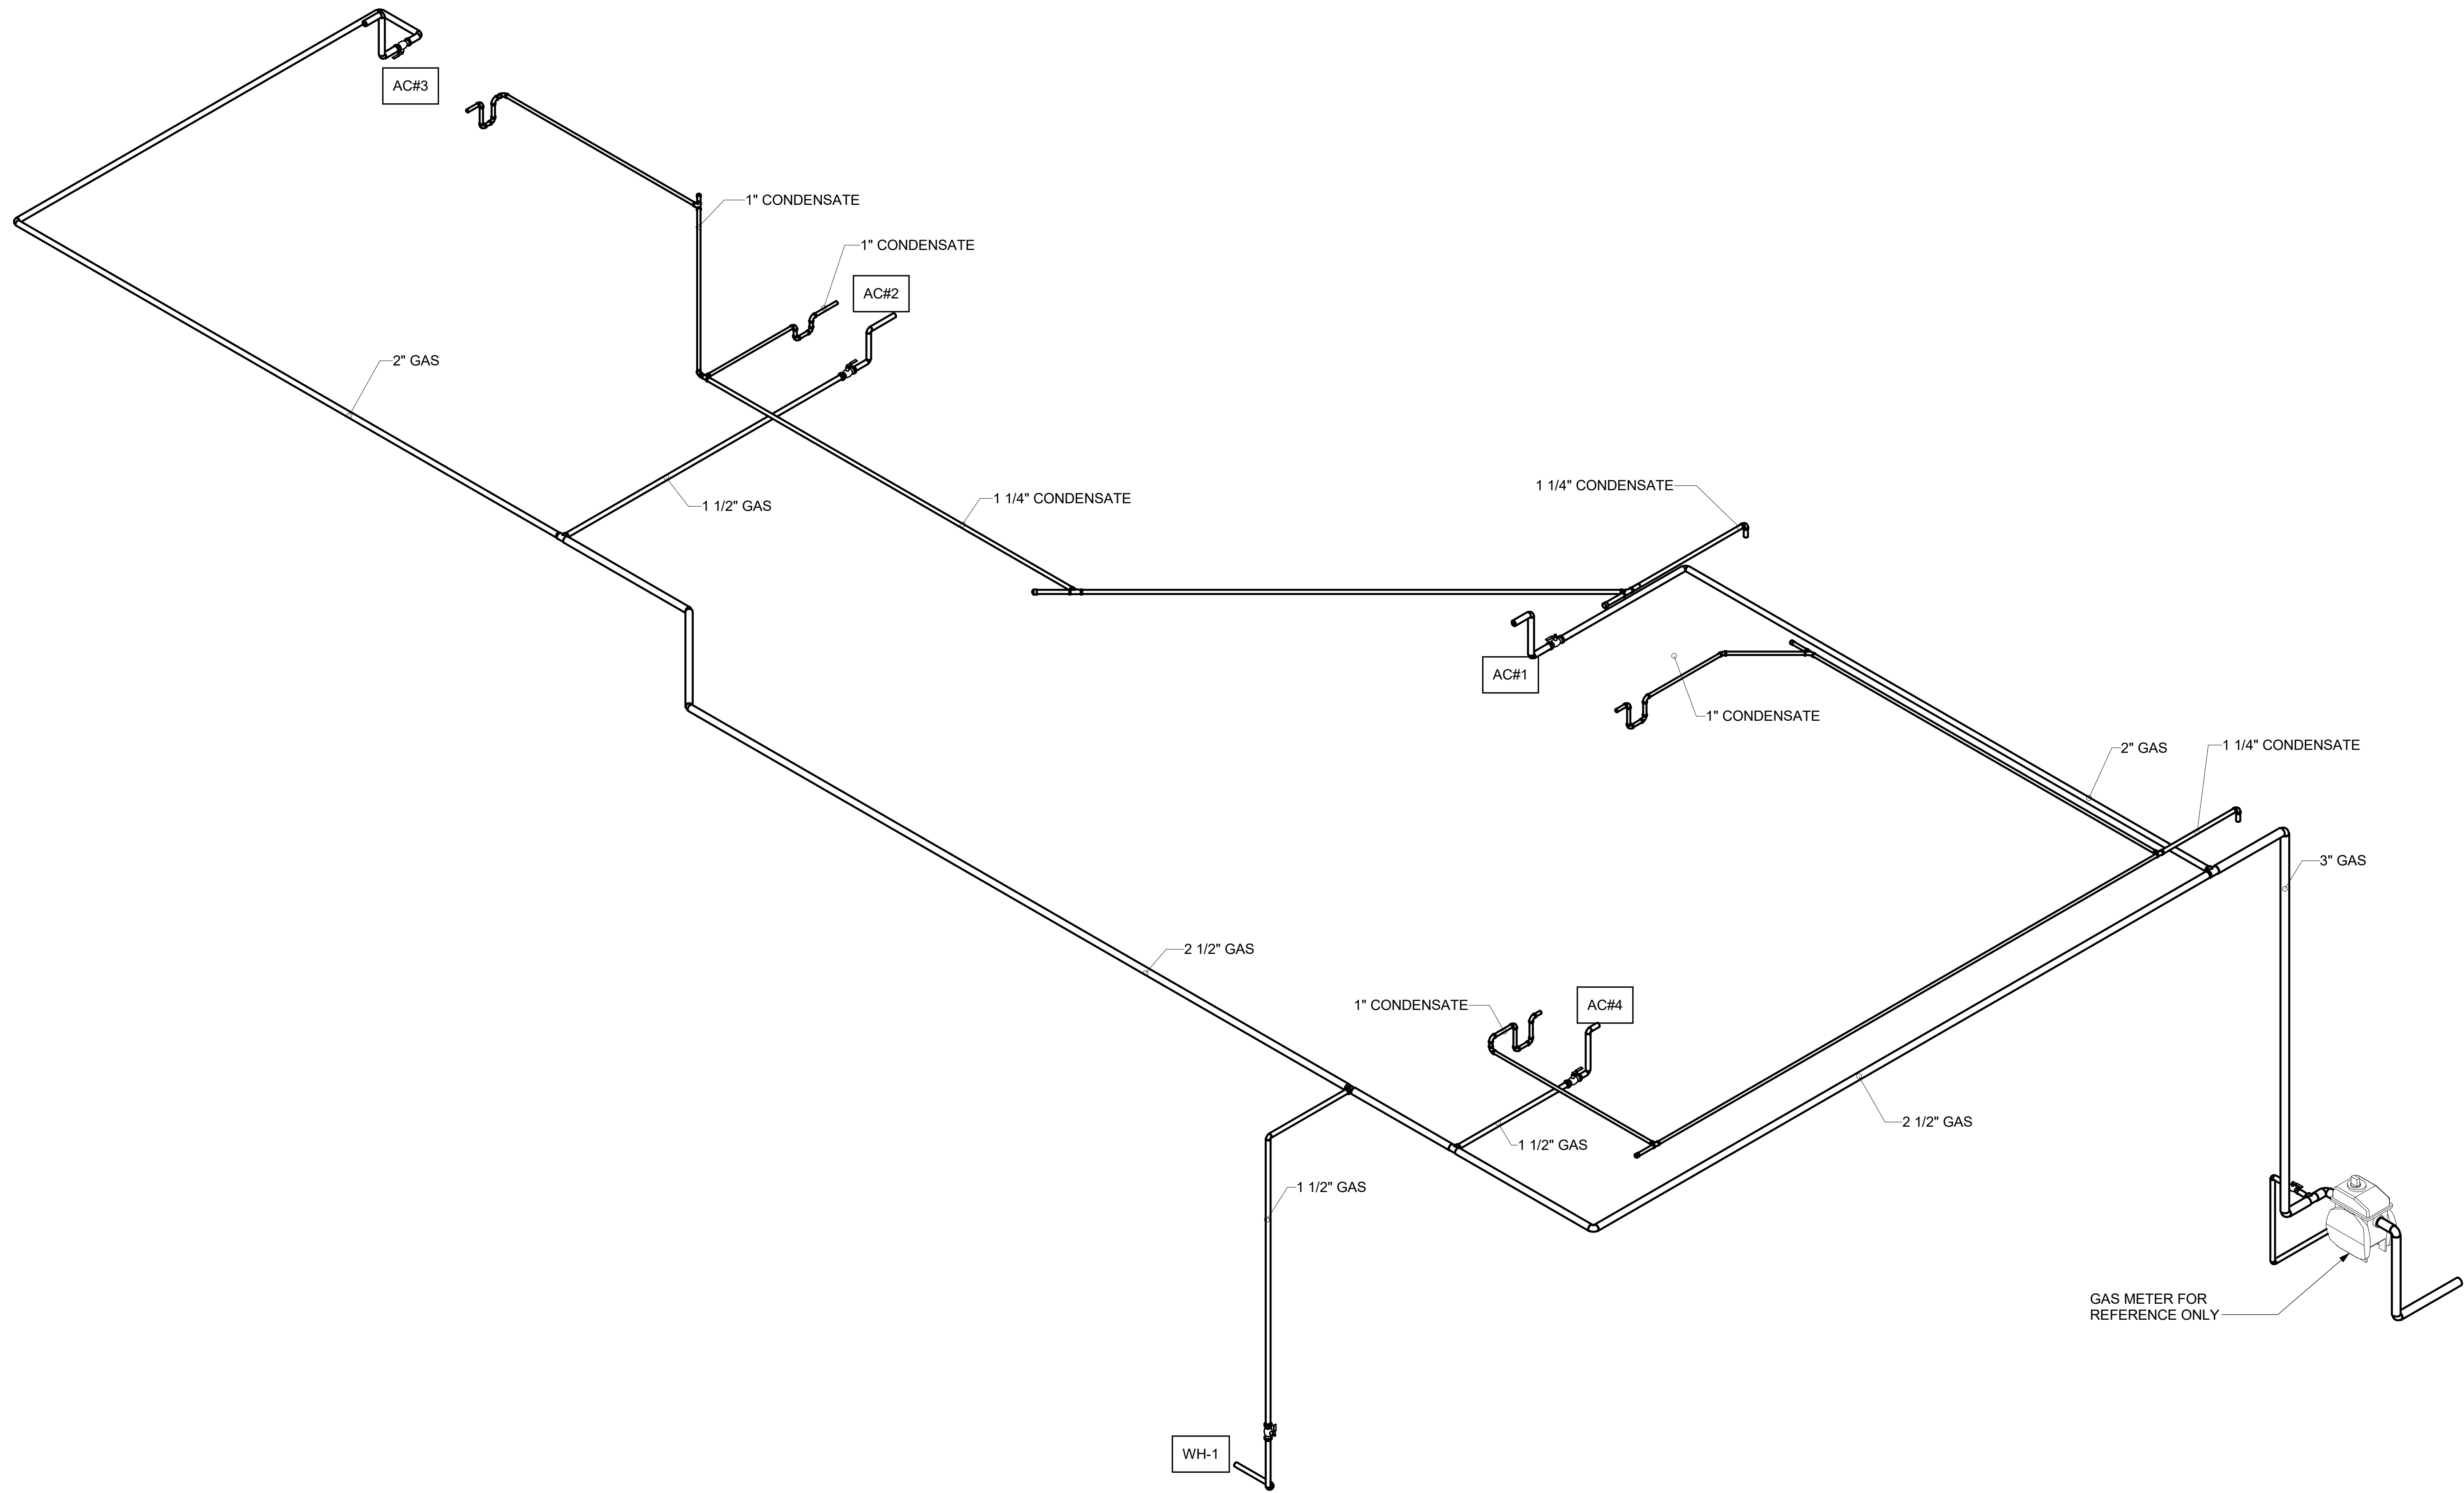 AC#3
1" CONDENSATE
1" CONDENSATE
AC#2
2" GAS
1 1/2" GAS
1 1/4" CONDENSATE
1 1/4" CONDENSATE
AC#1
1" CONDENSATE
2" GAS
1 1/4" CONDENSATE
3" GAS
2 1/2" GAS
1" CONDENSATE
AC#4
2 1/2" GAS
1 1/2" GAS
1 1/2" GAS
GAS METER FOR
REFERENCE ONLY
WH-1